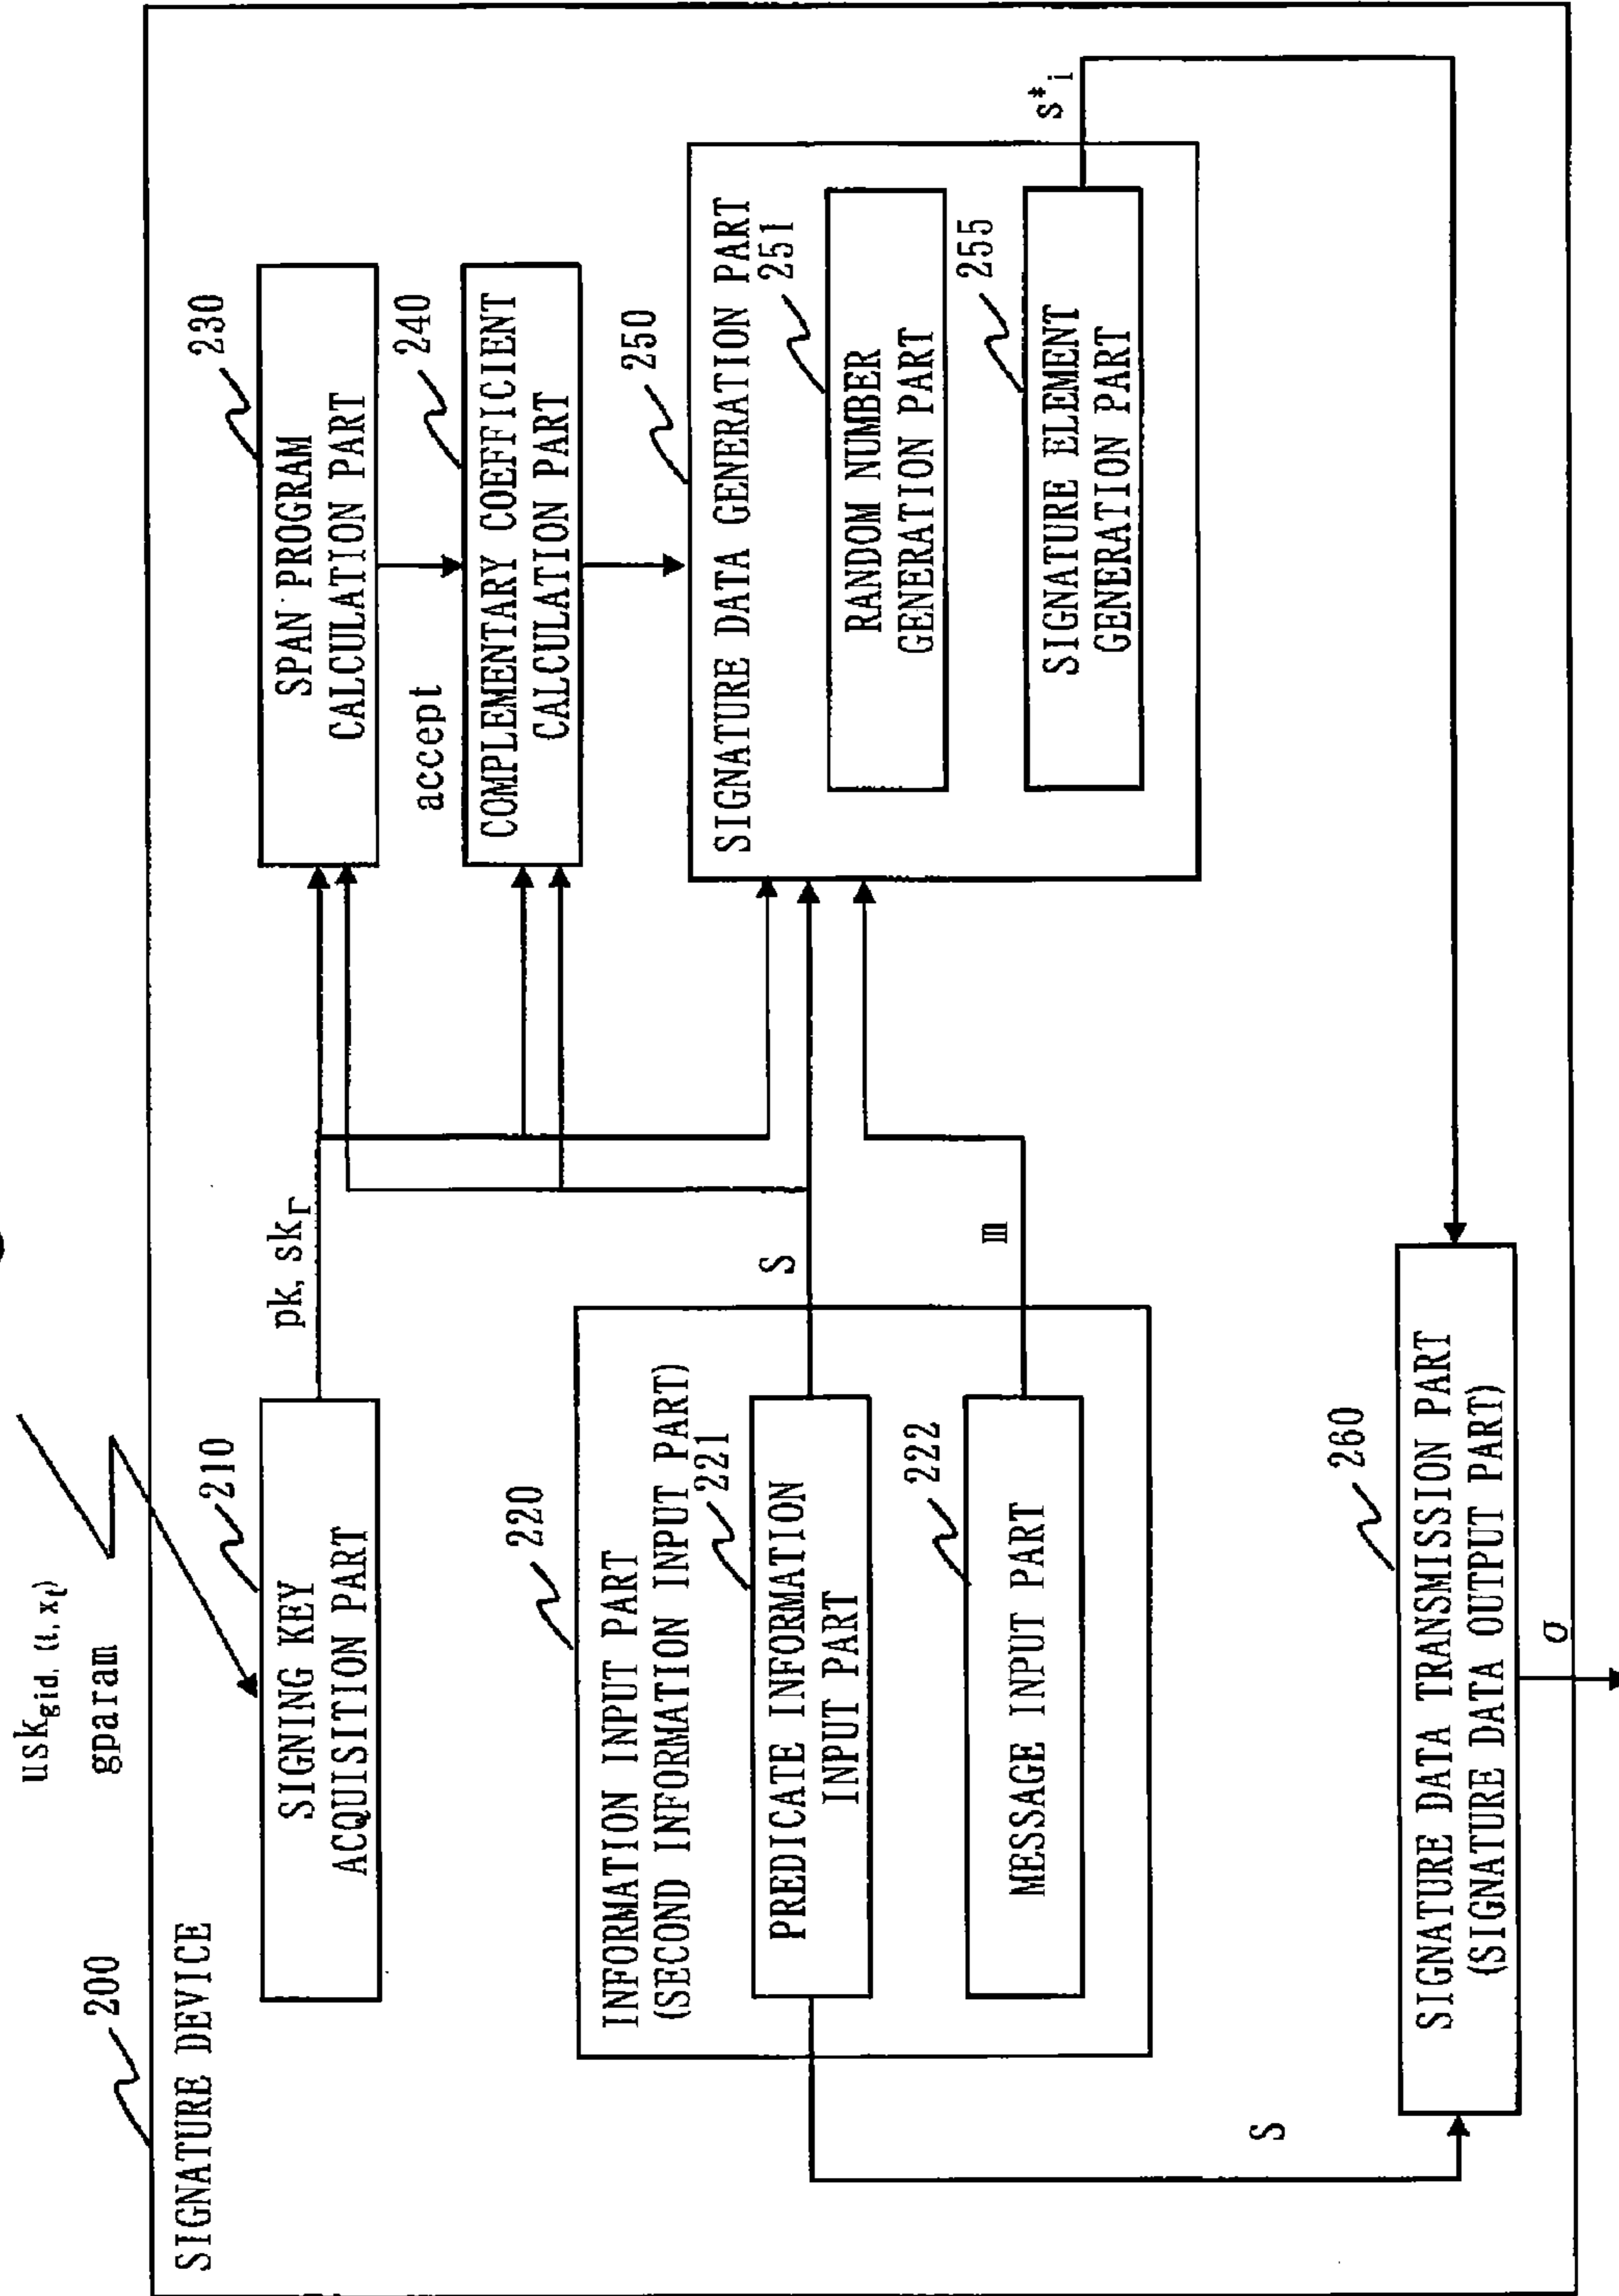 usk_gid, (t, x_t)
gparam
200
SIGNATURE DEVICE
210
SIGNING KEY
ACQUISITION PART
pk, sk_Γ
230
SPAN PROGRAM
CALCULATION PART
accept
240
COMPLEMENTARY COEFFICIENT
CALCULATION PART
220
INFORMATION INPUT PART
(SECOND INFORMATION INPUT PART)
221
PREDICATE INFORMATION
INPUT PART
S
222
MESSAGE INPUT PART
m
250
SIGNATURE DATA GENERATION PART
251
RANDOM NUMBER
GENERATION PART
255
SIGNATURE ELEMENT
GENERATION PART
s*_i
S
260
SIGNATURE DATA TRANSMISSION PART
(SIGNATURE DATA OUTPUT PART)
σ